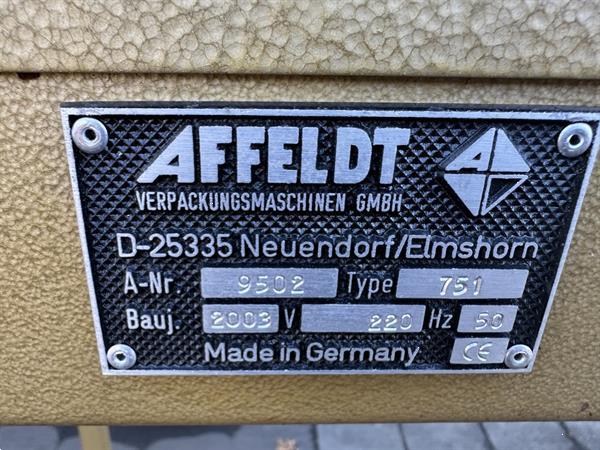 AFFELDT
VERPACKUNGSMASCHINEN GMBH
D-25335 Neuendorf/Elmshorn
A-Nr. 9502 Type 751
Bauj. 2003 V 220 Hz 50
Made in Germany CE